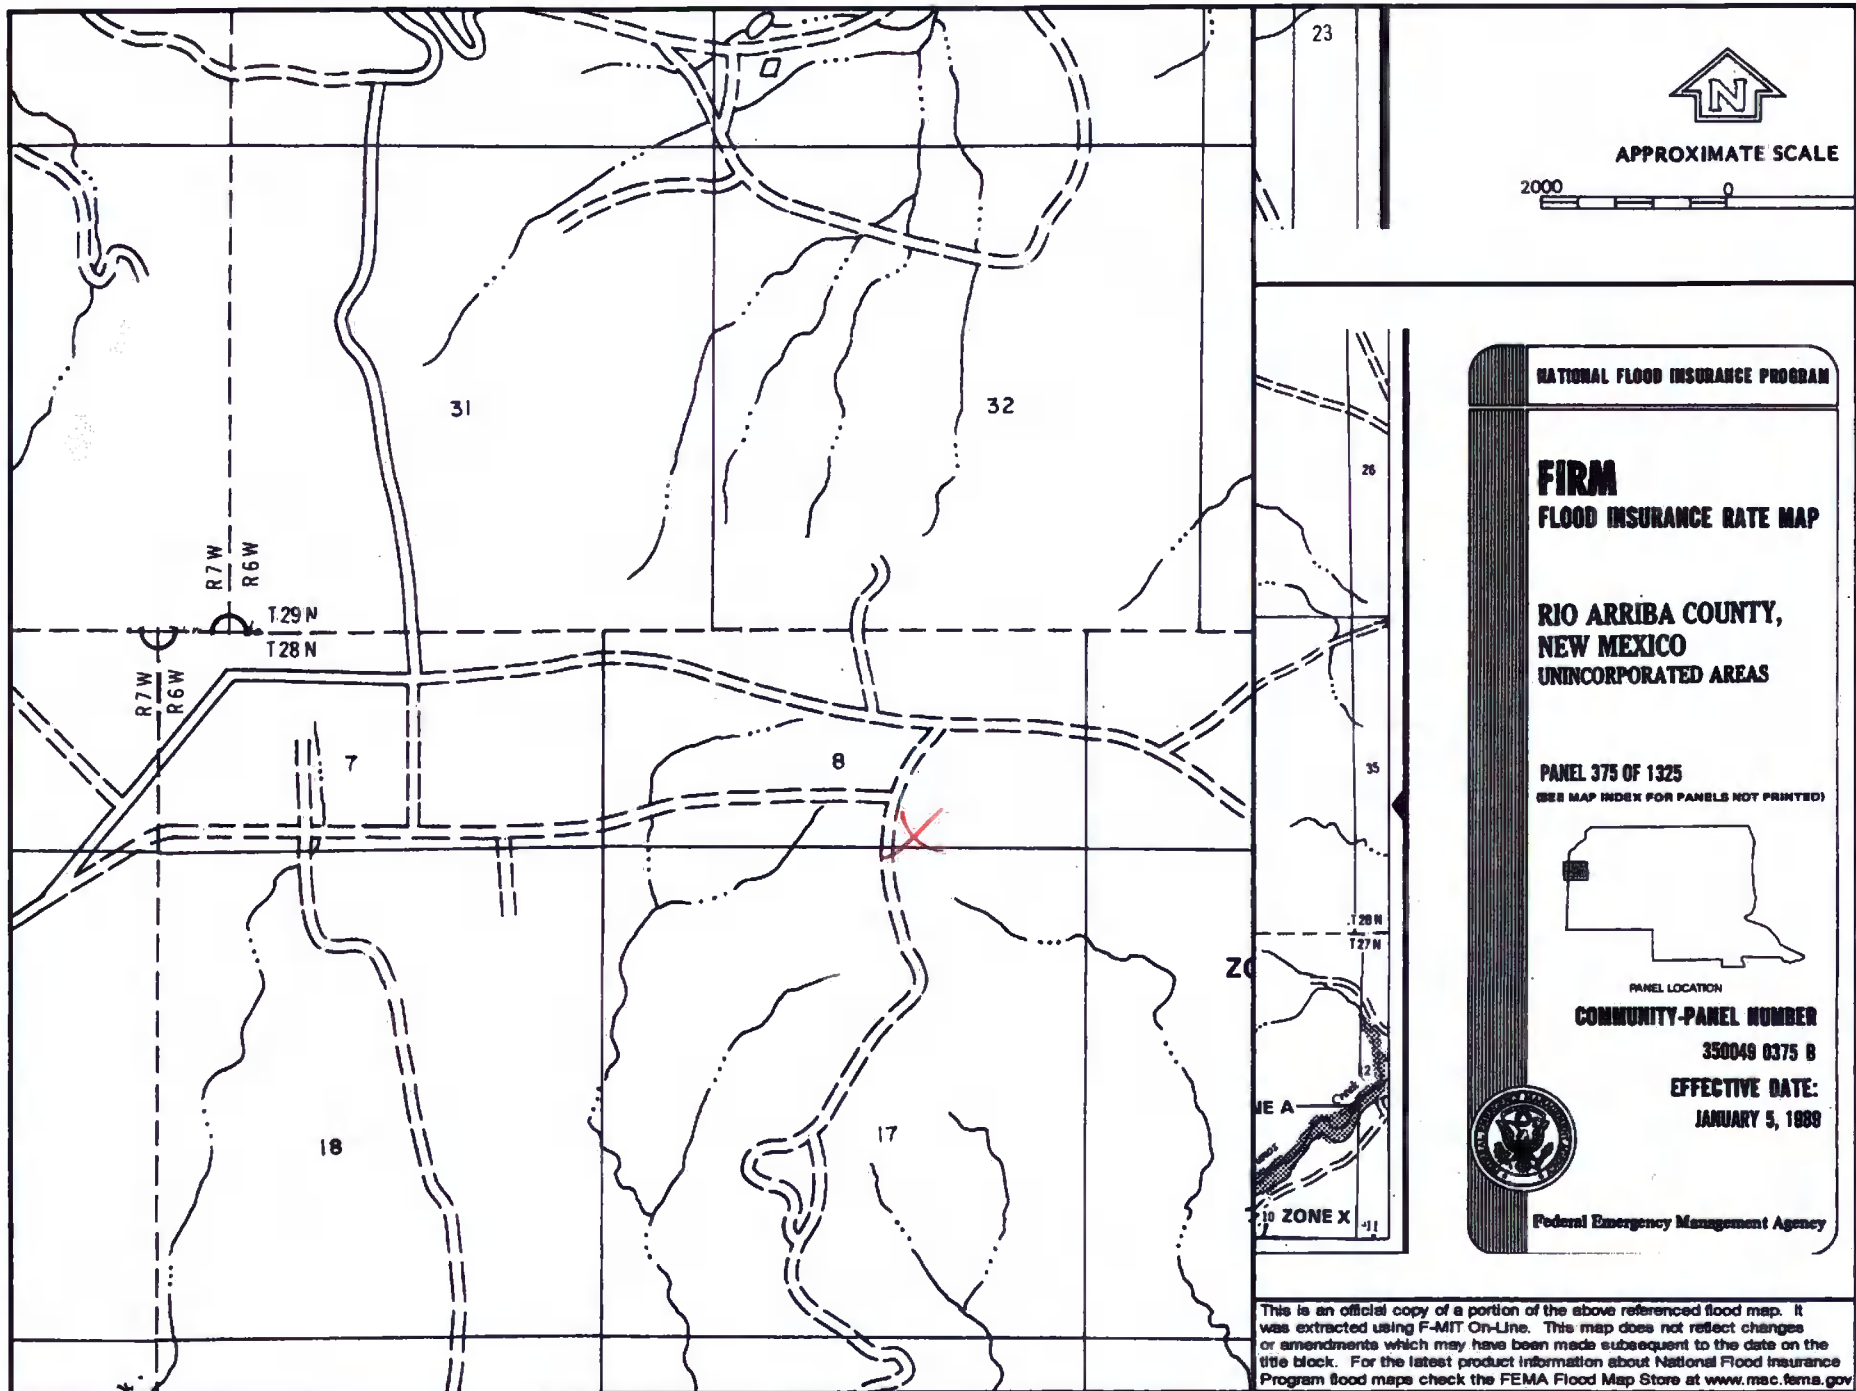 23
APPROXIMATE SCALE
2000 0
N
31
32
26
R7W
R6W
T29N
T28N
R7W
R6W
7
8
35
T28N
T27N
ZO
NE A
Creek
12
18
17
10 ZONE X 11
NATIONAL FLOOD INSURANCE PROGRAM
FIRM
FLOOD INSURANCE RATE MAP
RIO ARRIBA COUNTY,
NEW MEXICO
UNINCORPORATED AREAS
PANEL 375 OF 1325
(SEE MAP INDEX FOR PANELS NOT PRINTED)
PANEL LOCATION
COMMUNITY-PANEL NUMBER
350049 0375 B
EFFECTIVE DATE:
JANUARY 5, 1989
Federal Emergency Management Agency
This is an official copy of a portion of the above referenced flood map. It
was extracted using F-MIT On-Line. This map does not reflect changes
or amendments which may have been made subsequent to the date on the
title block. For the latest product information about National Flood Insurance
Program flood maps check the FEMA Flood Map Store at www.msc.fema.gov